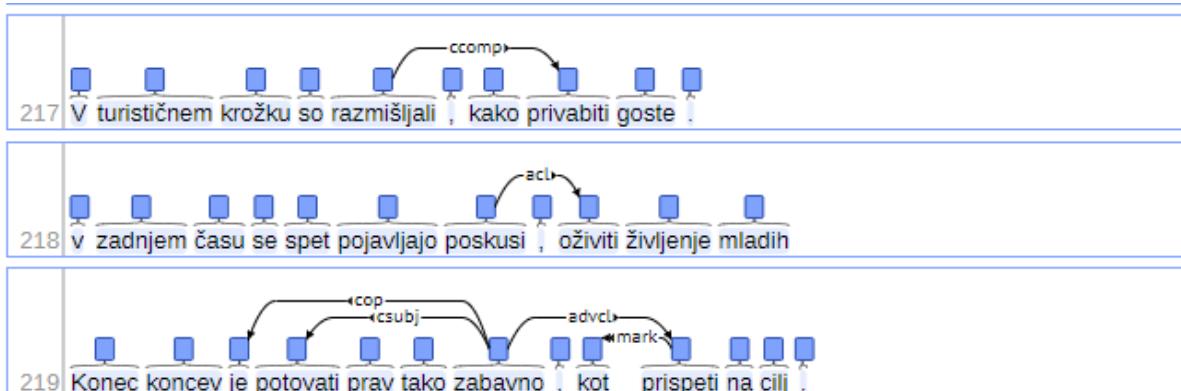 ccomp
217 V turističnem krožku so razmišljali , kako privabiti goste .
acl
218 v zadnjem času se spet pojavljajo poskusi , oživiti življenje mladih
cop
csubj advcl
mark
219 Konec koncev je potovati prav tako zabavno , kot prispeti na cilj .